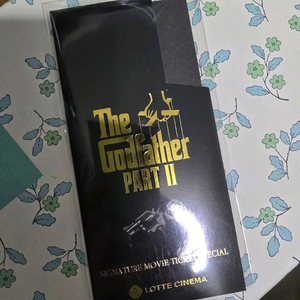 The
Godfather
PART II
SIGNATURE MOVIE TICKET SPECIAL
LOTTE CINEMA